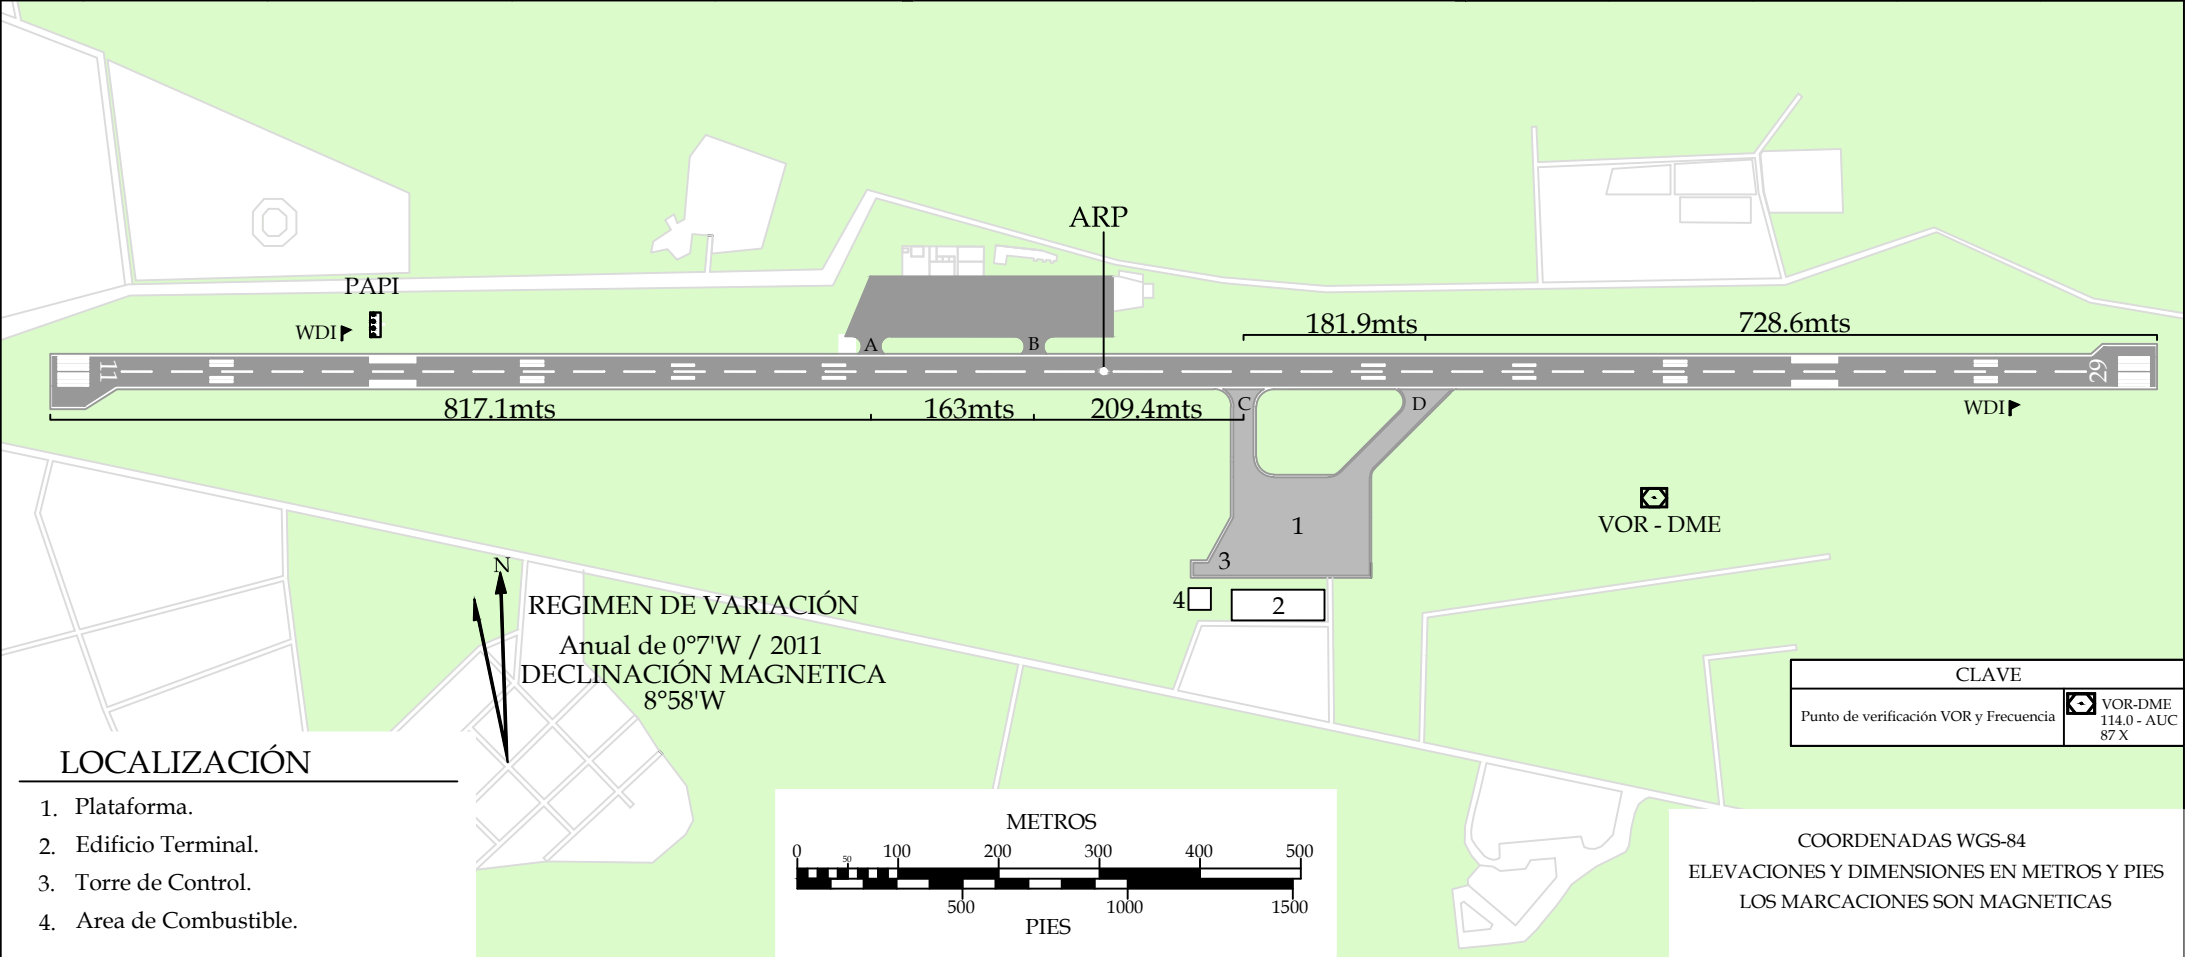 ARP
PAPI
WDI
181.9mts
728.6mts
A
B
11
29
817.1mts
163mts
209.4mts
C
D
WDI
1
VOR - DME
3
4
2
N
REGIMEN DE VARIACIÓN
Anual de 0°7'W / 2011
DECLINACIÓN MAGNETICA
8°58'W
CLAVE
Punto de verificación VOR y Frecuencia
VOR-DME
114.0 - AUC
87 X
LOCALIZACIÓN
1. Plataforma.
2. Edificio Terminal.
3. Torre de Control.
4. Area de Combustible.
METROS
0 50 100 200 300 400 500
500 1000 1500
PIES
COORDENADAS WGS-84
ELEVACIONES Y DIMENSIONES EN METROS Y PIES
LOS MARCACIONES SON MAGNETICAS